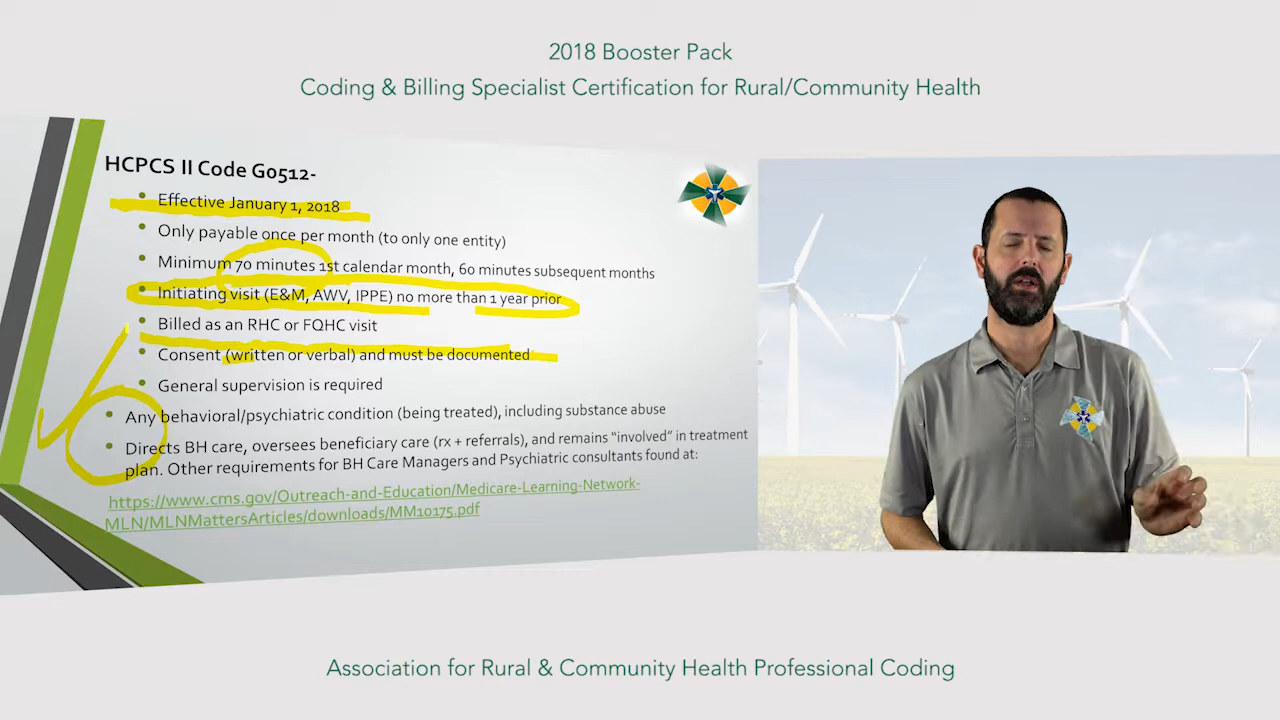 2018 Booster Pack
Coding & Billing Specialist Certification for Rural/Community Health
HCPCS II Code G0512-
• Effective January 1, 2018
• Only payable once per month (to only one entity)
• Minimum 70 minutes 1st calendar month, 60 minutes subsequent months
• Initiating visit (E&M, AWV, IPPE) no more than 1 year prior
• Billed as an RHC or FQHC visit
• Consent (written or verbal) and must be documented
• General supervision is required
• Any behavioral/psychiatric condition (being treated), including substance abuse
• Directs BH care, oversees beneficiary care (rx + referrals), and remains “involved” in treatment
plan. Other requirements for BH Care Managers and Psychiatric consultants found at:
https://www.cms.gov/Outreach-and-Education/Medicare-Learning-Network-
MLN/MLNMattersArticles/downloads/MM10175.pdf
Association for Rural & Community Health Professional Coding